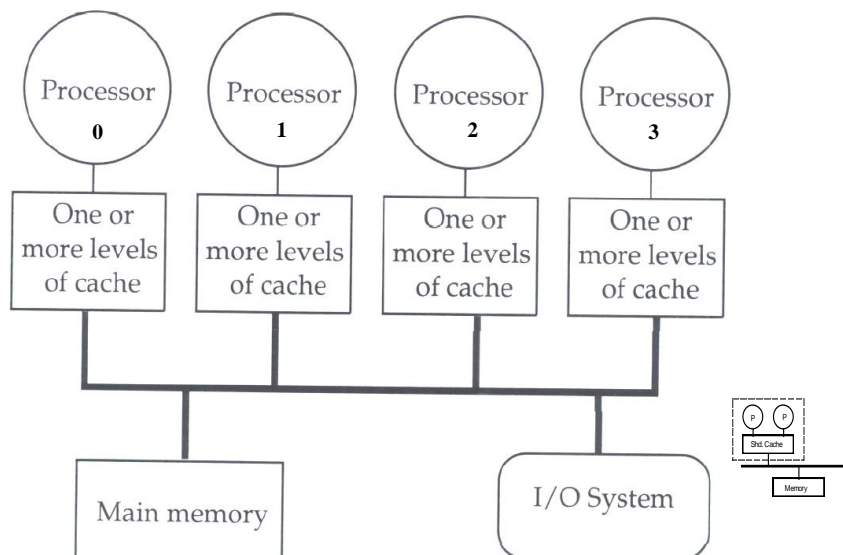 Processor
0
Processor
1
Processor
2
Processor
3
One or
more levels
of cache
One or
more levels
of cache
One or
more levels
of cache
One or
more levels
of cache
Main memory
I/O System
P
P
Shd. Cache
Memory